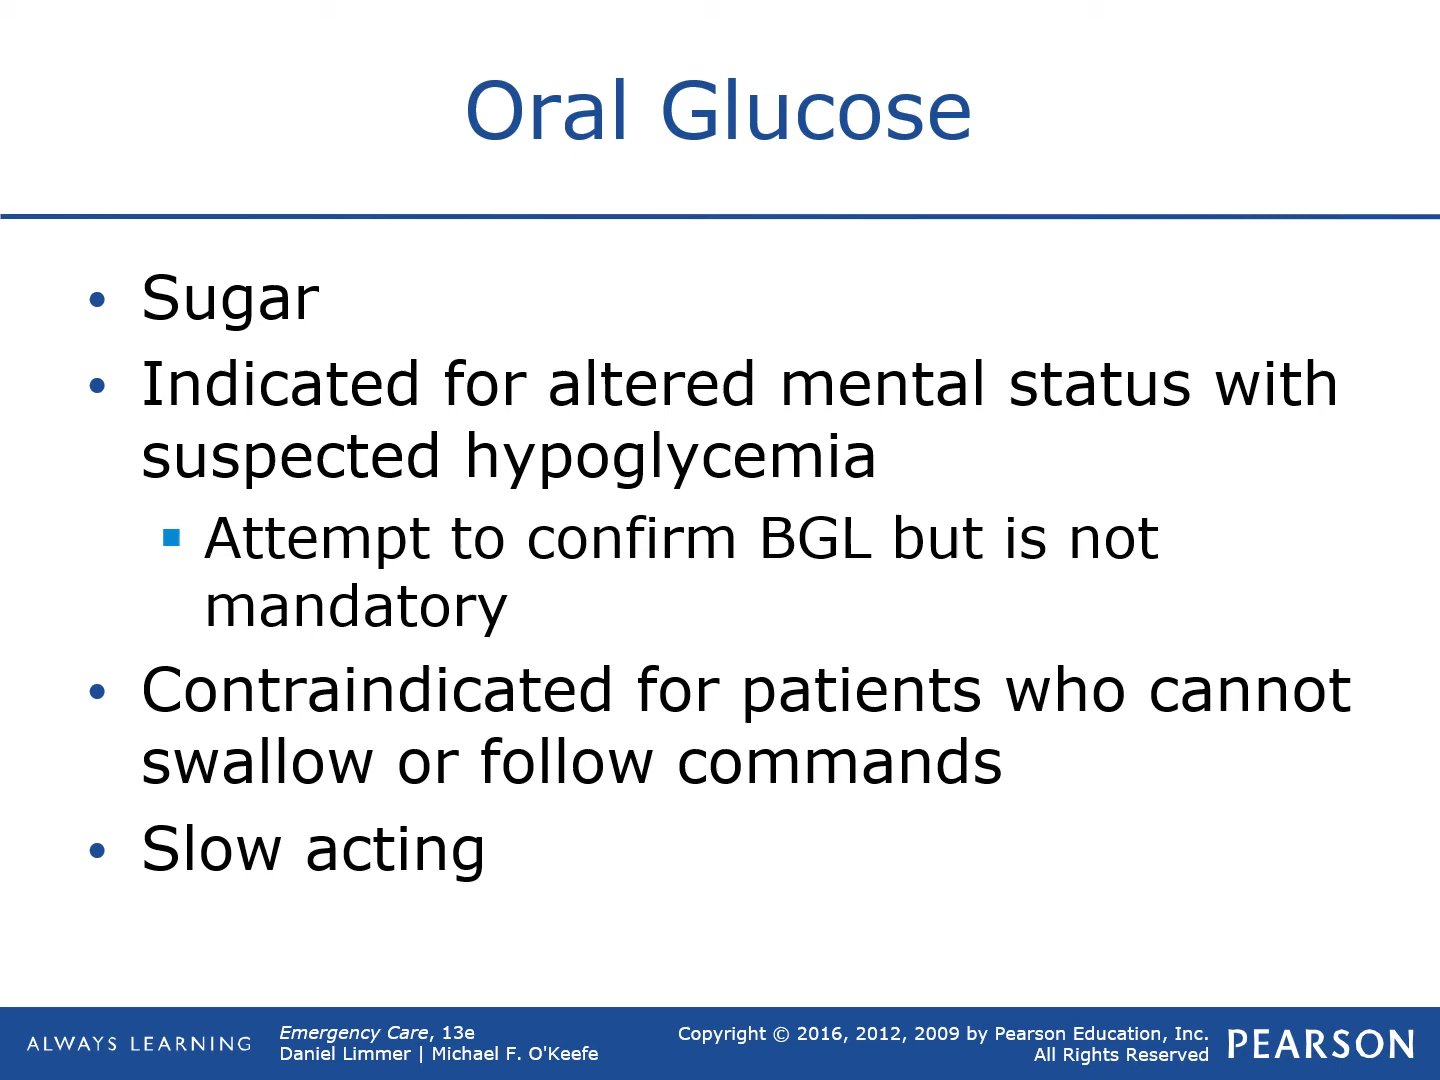 Oral Glucose
• Sugar
• Indicated for altered mental status with
suspected hypoglycemia
▪ Attempt to confirm BGL but is not
mandatory
• Contraindicated for patients who cannot
swallow or follow commands
• Slow acting
ALWAYS LEARNING
Emergency Care, 13e
Daniel Limmer | Michael F. O'Keefe
Copyright © 2016, 2012, 2009 by Pearson Education, Inc.
All Rights Reserved
PEARSON